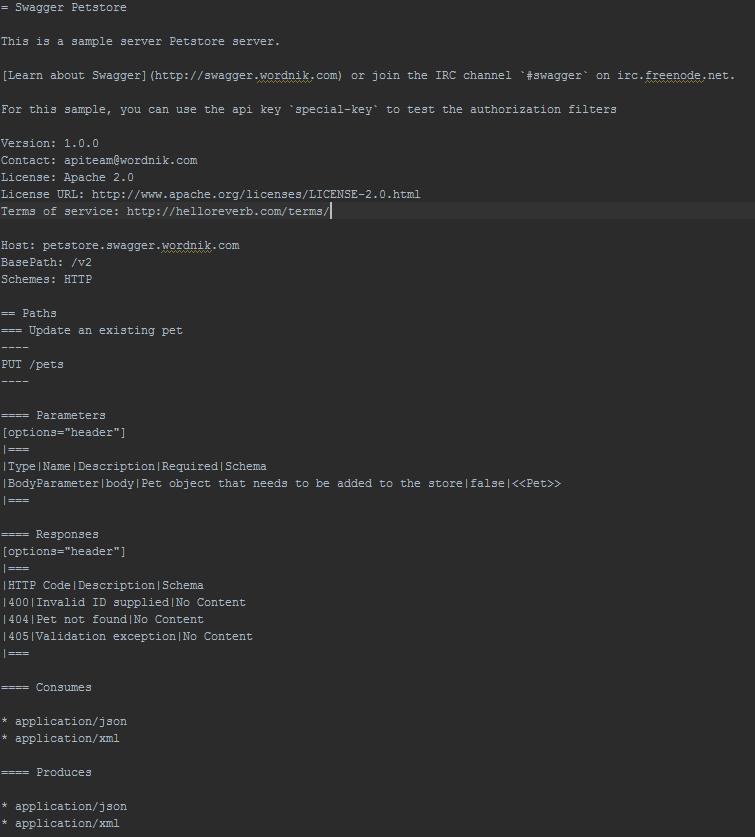 = Swagger Petstore
This is a sample server Petstore server.
[Learn about Swagger](http://swagger.wordnik.com) or join the IRC channel `#swagger` on irc.freenode.net.
For this sample, you can use the api key `special-key` to test the authorization filters
Version: 1.0.0
Contact: apiteam@wordnik.com
License: Apache 2.0
License URL: http://www.apache.org/licenses/LICENSE-2.0.html
Terms of service: http://helloreverb.com/terms/
Host: petstore.swagger.wordnik.com
BasePath: /v2
Schemes: HTTP
== Paths
=== Update an existing pet
----
PUT /pets
----
==== Parameters
[options="header"]
|===
|Type|Name|Description|Required|Schema
|BodyParameter|body|Pet object that needs to be added to the store|false|<<Pet>>
|===
==== Responses
[options="header"]
|===
|HTTP Code|Description|Schema
|400|Invalid ID supplied|No Content
|404|Pet not found|No Content
|405|Validation exception|No Content
|===
==== Consumes
* application/json
* application/xml
==== Produces
* application/json
* application/xml